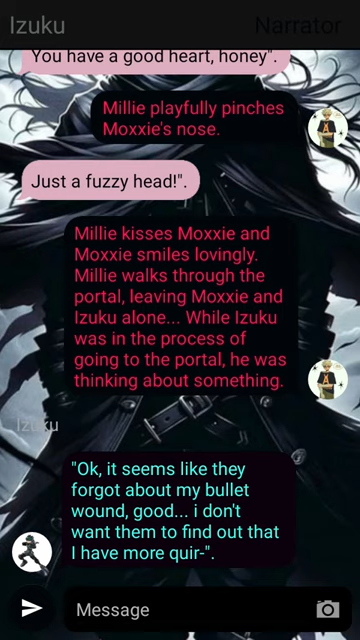 Izuku
Narrator
You have a good heart, honey".
Millie playfully pinches
Moxxie's nose.
Just a fuzzy head!".
Millie kisses Moxxie and
Moxxie smiles lovingly.
Millie walks through the
portal, leaving Moxxie and
Izuku alone... While Izuku
was in the process of
going to the portal, he was
thinking about something.
Izuku
"Ok, it seems like they
forgot about my bullet
wound, good... i don't
want them to find out that
I have more quir-".
Message